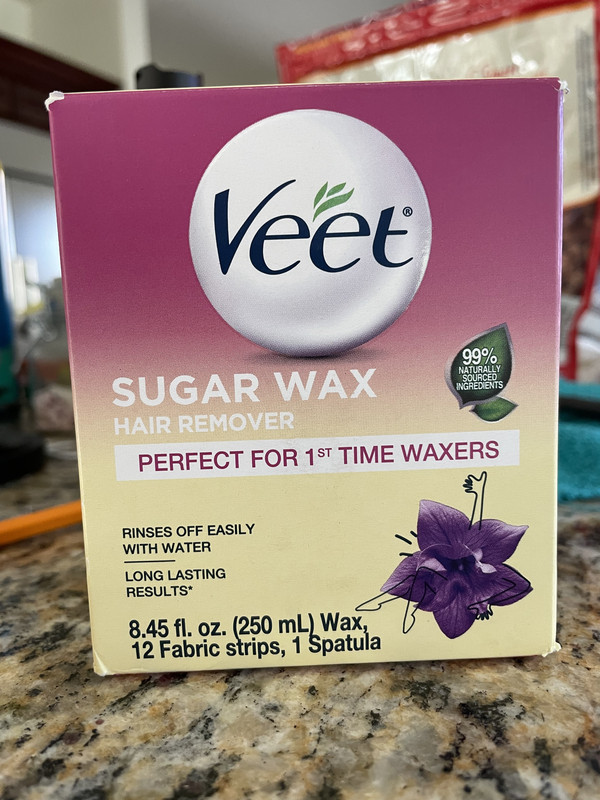 Veet®
SUGAR WAX
HAIR REMOVER
99%
NATURALLY
SOURCED
INGREDIENTS
PERFECT FOR 1ST TIME WAXERS
RINSES OFF EASILY
WITH WATER
LONG LASTING
RESULTS*
8.45 fl. oz. (250 mL) Wax,
12 Fabric strips, 1 Spatula